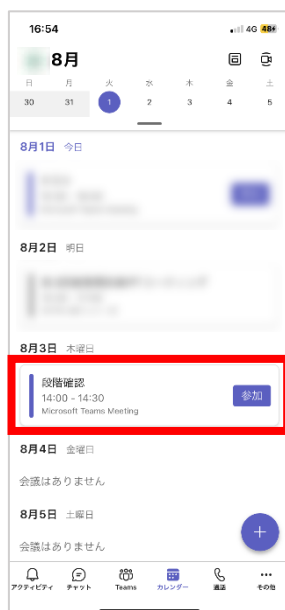 16:54
4G 48
8月
日 月 火 水 木 金 土
30 31 1 2 3 4 5
8月1日 今日
8月2日 明日
8月3日 木曜日
段階確認
14:00 - 14:30
Microsoft Teams Meeting
参加
8月4日 金曜日
会議はありません
8月5日 土曜日
会議はありません
アクティビティ チャット Teams カレンダー 通話 その他